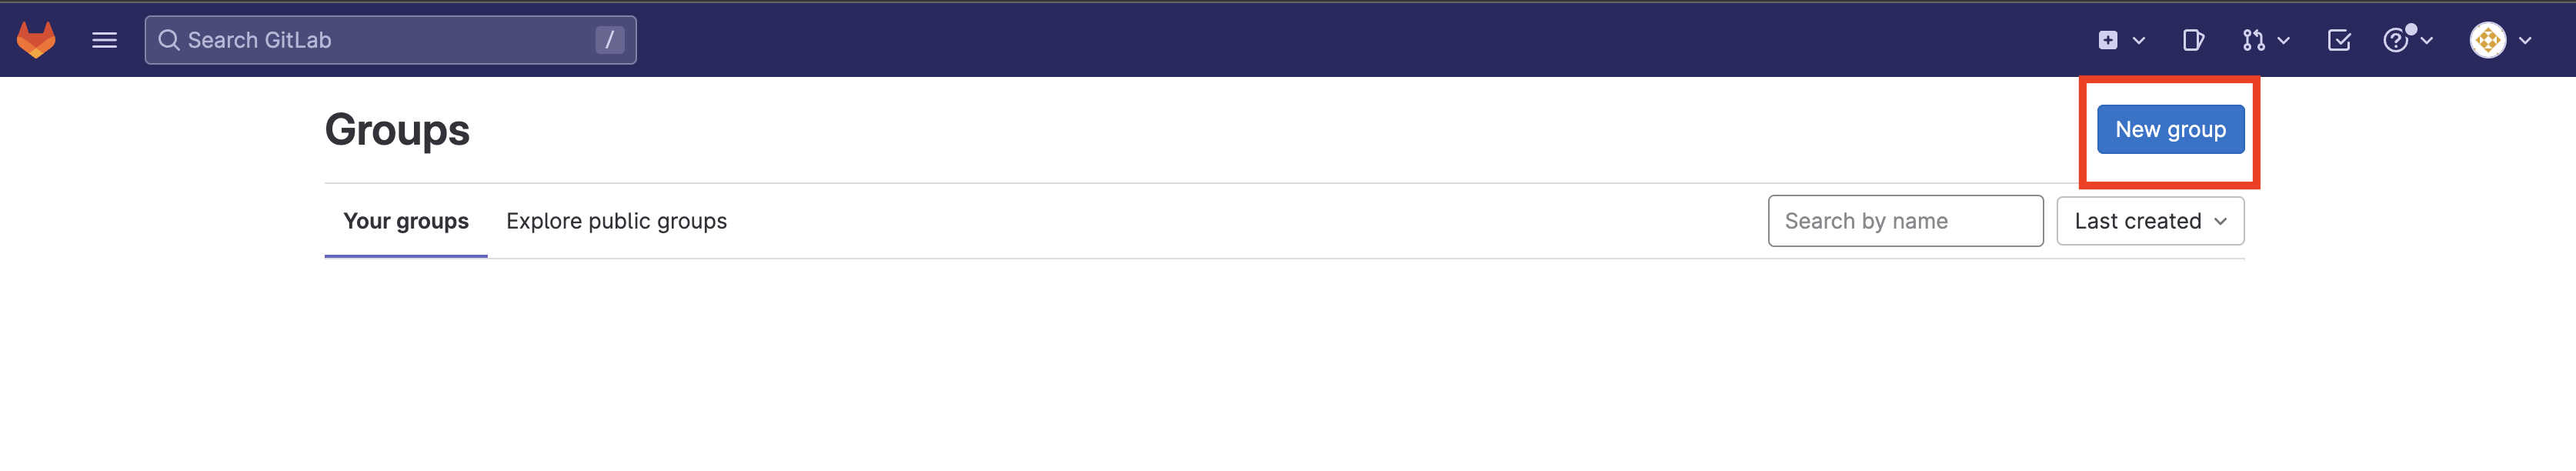 Search GitLab /
Groups
New group
Your groups Explore public groups Search by name Last created